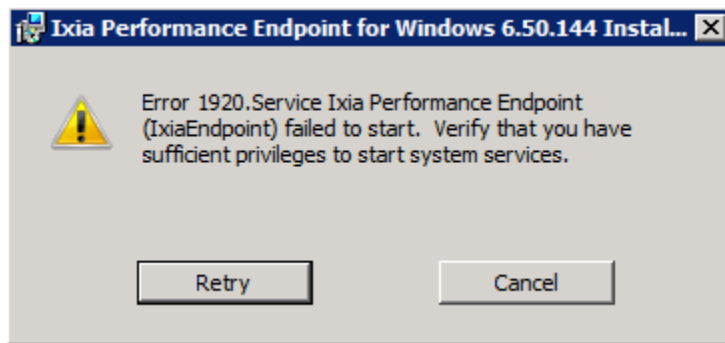 Ixia Performance Endpoint for Windows 6.50.144 Instal...
Error 1920.Service Ixia Performance Endpoint
(IxiaEndpoint) failed to start.  Verify that you have
sufficient privileges to start system services.
Retry
Cancel